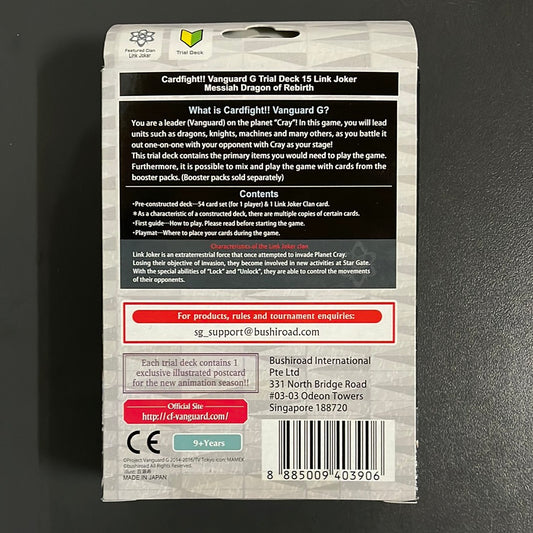 Featured Clan
Link Joker
Trial Deck
Cardfight!! Vanguard G Trial Deck 15 Link Joker
Messiah Dragon of Rebirth
What is Cardfight!! Vanguard G?
You are a leader (Vanguard) on the planet "Cray"! In this game, you will lead
units such as dragons, knights, machines and many others, as you battle it
out one-on-one with your opponent with Cray as your stage!
This trial deck contains the primary items you would need to play the game.
Furthermore, it is possible to mix and play the game with cards from the
booster packs. (Booster packs sold separately)
Contents
•Pre-constructed deck—54 card set (for 1 player) & 1 Link Joker Clan card.
*As a characteristic of a constructed deck, there are multiple copies of certain cards.
•First guide—How to play. Please read before starting the game.
•Playmat—Where to place your cards during the game.
Characteristics of the Link Joker clan
Link Joker is an extraterrestrial force that once attempted to invade Planet Cray.
Losing their objective of invasion, they become involved in new activities at Star Gate.
With the special abilities of "Lock" and "Unlock", they are able to control the movements
of their opponents.
For products, rules and tournament enquiries:
sg_support@bushiroad.com
Each trial deck contains 1
exclusive illustrated postcard
for the new animation season!!
Official Site
http://cf-vanguard.com/
CE
9+Years
©Project Vanguard G 2014-2016/TV Tokyo
©bushiroad All Rights Reserved.
MADE IN JAPAN
Bushiroad International
Pte Ltd
331 North Bridge Road
#03-03 Odeon Towers
Singapore 188720
8 885009 403906